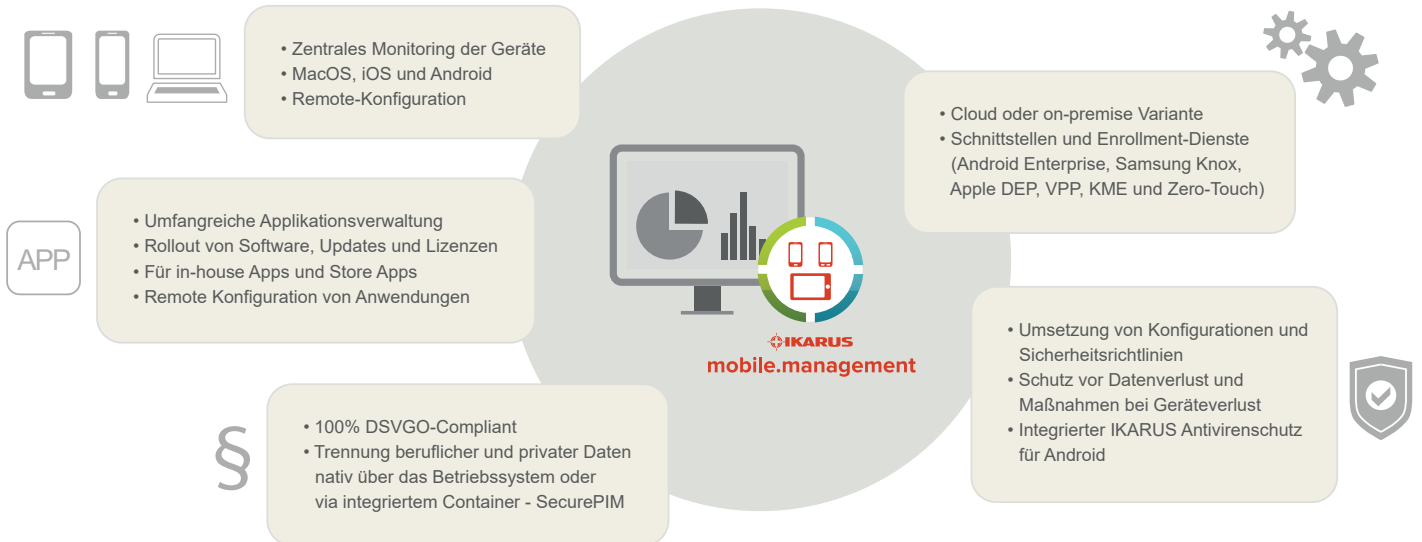 • Zentrales Monitoring der Geräte
• MacOS, iOS und Android
• Remote-Konfiguration
• Cloud oder on-premise Variante
• Schnittstellen und Enrollment-Dienste
(Android Enterprise, Samsung Knox,
Apple DEP, VPP, KME und Zero-Touch)
APP
• Umfangreiche Applikationsverwaltung
• Rollout von Software, Updates und Lizenzen
• Für in-house Apps und Store Apps
• Remote Konfiguration von Anwendungen
IKARUS
mobile.management
• Umsetzung von Konfigurationen und
Sicherheitsrichtlinien
• Schutz vor Datenverlust und
Maßnahmen bei Geräteverlust
• Integrierter IKARUS Antivirenschutz
für Android
§
• 100% DSVGO-Compliant
• Trennung beruflicher und privater Daten
nativ über das Betriebssystem oder
via integriertem Container - SecurePIM